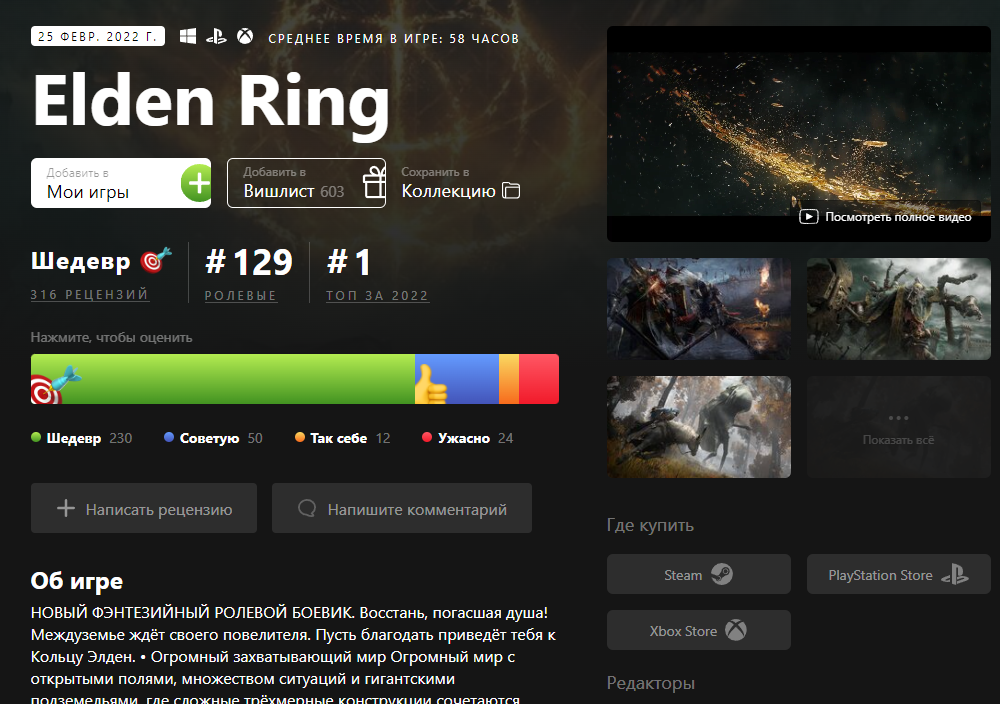 25 ФЕВР. 2022 Г.
СРЕДНЕЕ ВРЕМЯ В ИГРЕ: 58 ЧАСОВ
Elden Ring
Добавить в
Мои игры
Добавить в
Вишлист 603
Сохранить в
Коллекцию
Посмотреть полное видео
Шедевр
316 РЕЦЕНЗИЙ
#129
РОЛЕВЫЕ
#1
ТОП ЗА 2022
Нажмите, чтобы оценить
Шедевр 230
Советую 50
Так себе 12
Ужасно 24
Показать всё
Написать рецензию
Напишите комментарий
Где купить
Steam
PlayStation Store
Xbox Store
Редакторы
Об игре
НОВЫЙ ФЭНТЕЗИЙНЫЙ РОЛЕВОЙ БОЕВИК. Восстань, погасшая душа!
Междуземье ждёт своего повелителя. Пусть благодать приведёт тебя к
Кольцу Элден. • Огромный захватывающий мир Огромный мир с
открытыми полями, множеством ситуаций и гигантскими
подземельями, где сложные трёхмерные конструкции сочетаются